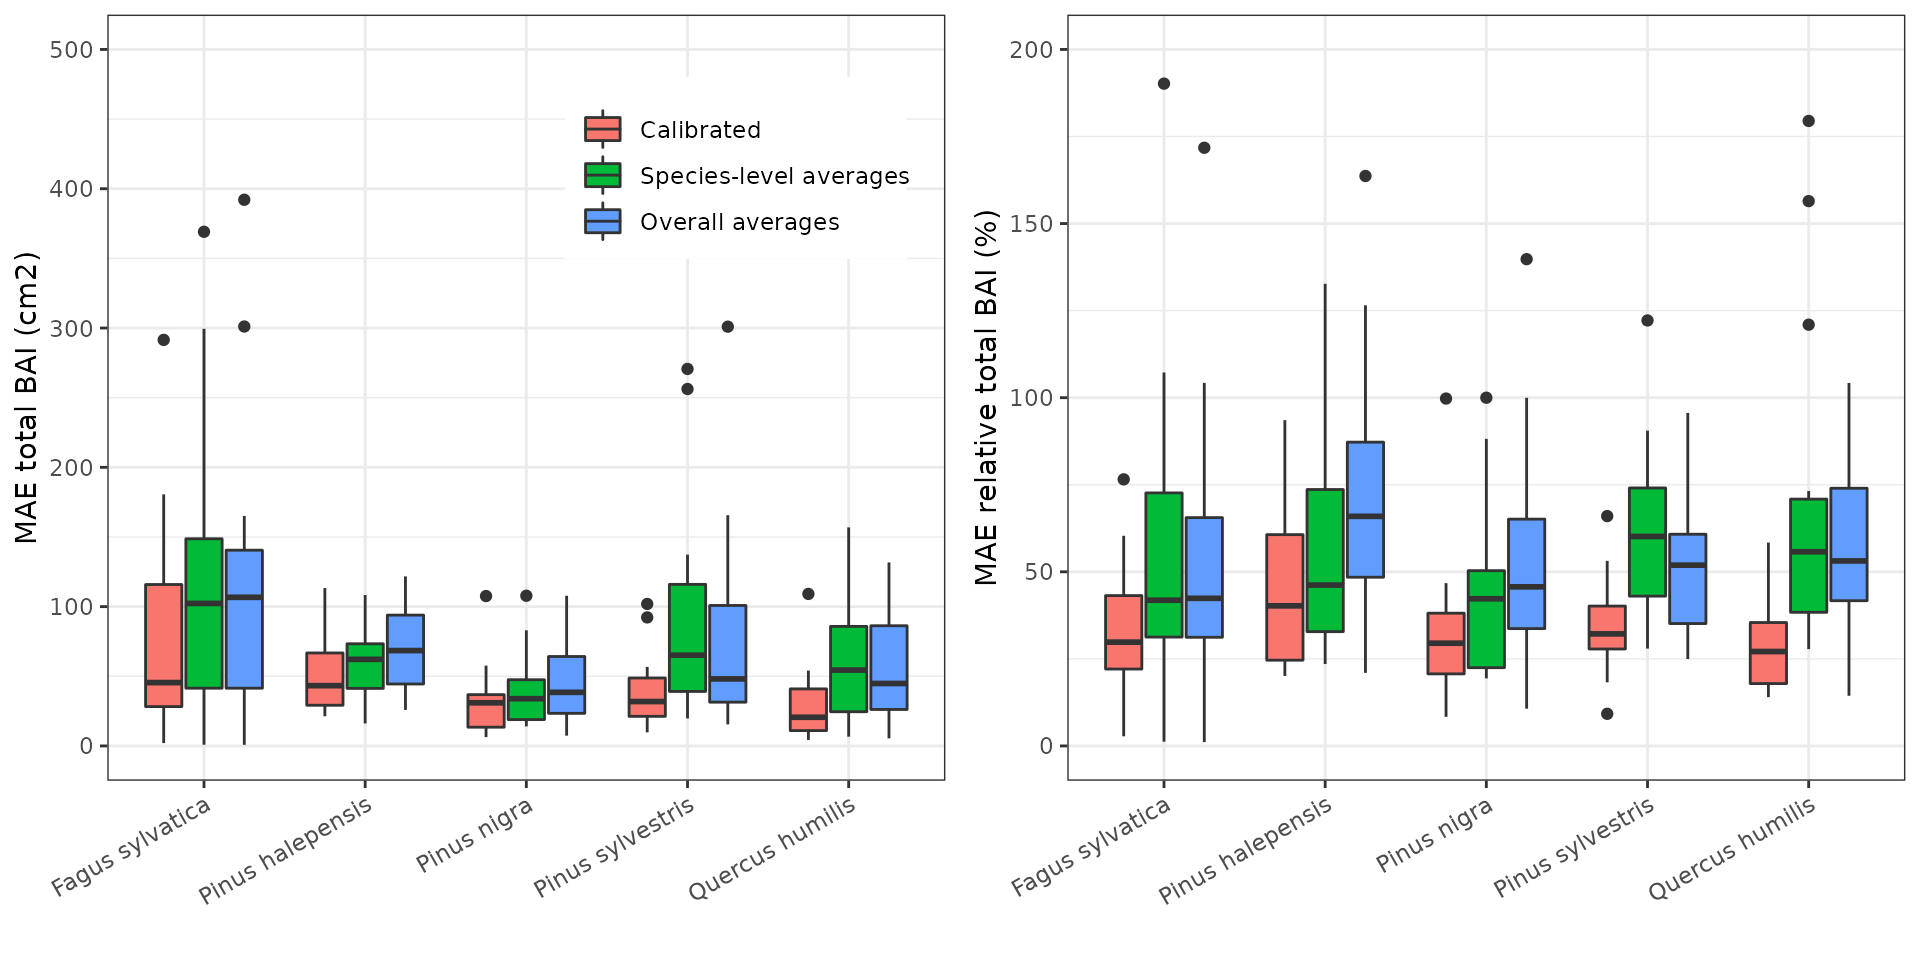 MAE total BAI (cm2)
500
400
300
200
100
0
Calibrated
Species-level averages
Overall averages
Fagus sylvatica
Pinus halepensis
Pinus nigra
Pinus sylvestris
Quercus humilis
MAE relative total BAI (%)
200
150
100
50
0
Fagus sylvatica
Pinus halepensis
Pinus nigra
Pinus sylvestris
Quercus humilis